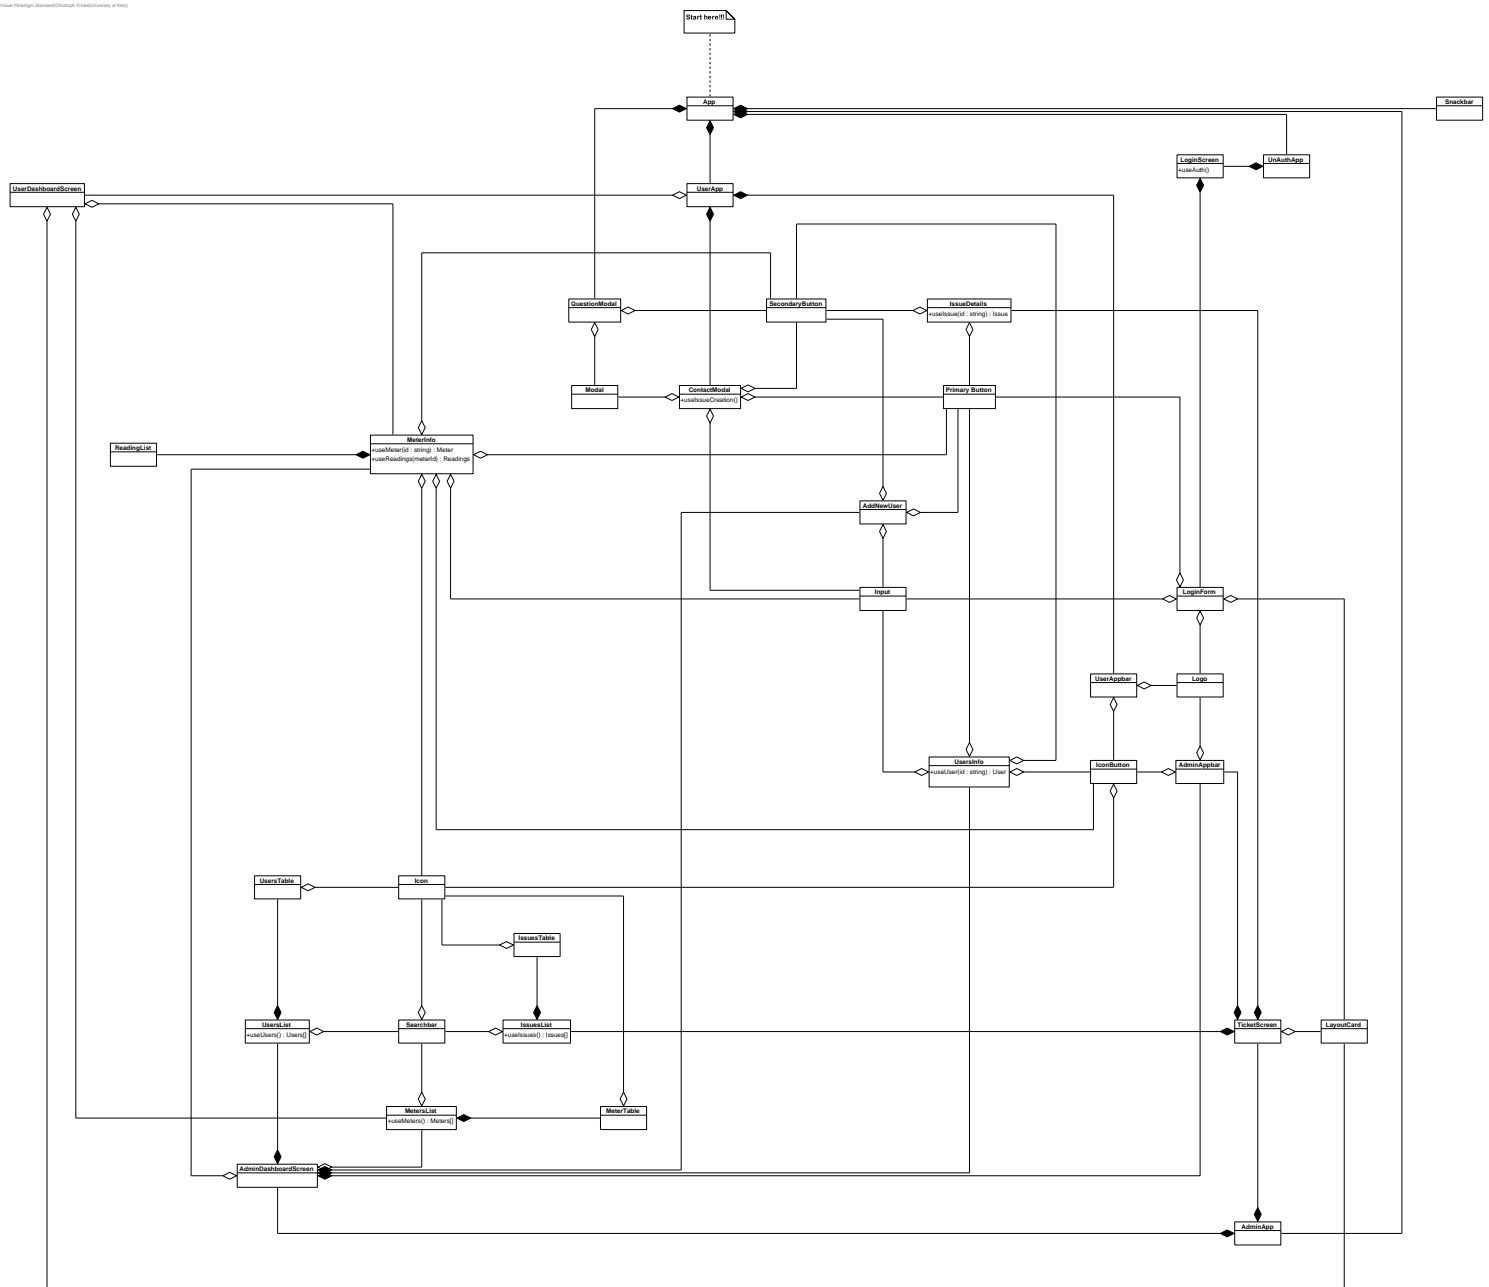 Visual Paradigm Standard(Christoph Fricke(University of Kiel))
Start here!!!
App
Snackbar
LoginScreen
+useAuth()
UnAuthApp
UserDashboardScreen
UserApp
QuestionModal
SecondaryButton
IssueDetails
+useIssue(id : string) : Issue
Modal
ContactModal
+useIssueCreation()
Primary Button
MeterInfo
+useMeter(id : string) : Meter
+useReadings(meterId) : Readings
ReadingList
AddNewUser
Input
LoginForm
UserAppbar
Logo
UsersInfo
+useUser(id : string) : User
IconButton
AdminAppbar
UsersTable
Icon
IssuesTable
UsersList
+useUsers() : Users[]
Searchbar
IssuesList
+useIssues() : Issues[]
TicketScreen
LayoutCard
MetersList
+useMeters() : Meters[]
MeterTable
AdminDashboardScreen
AdminApp